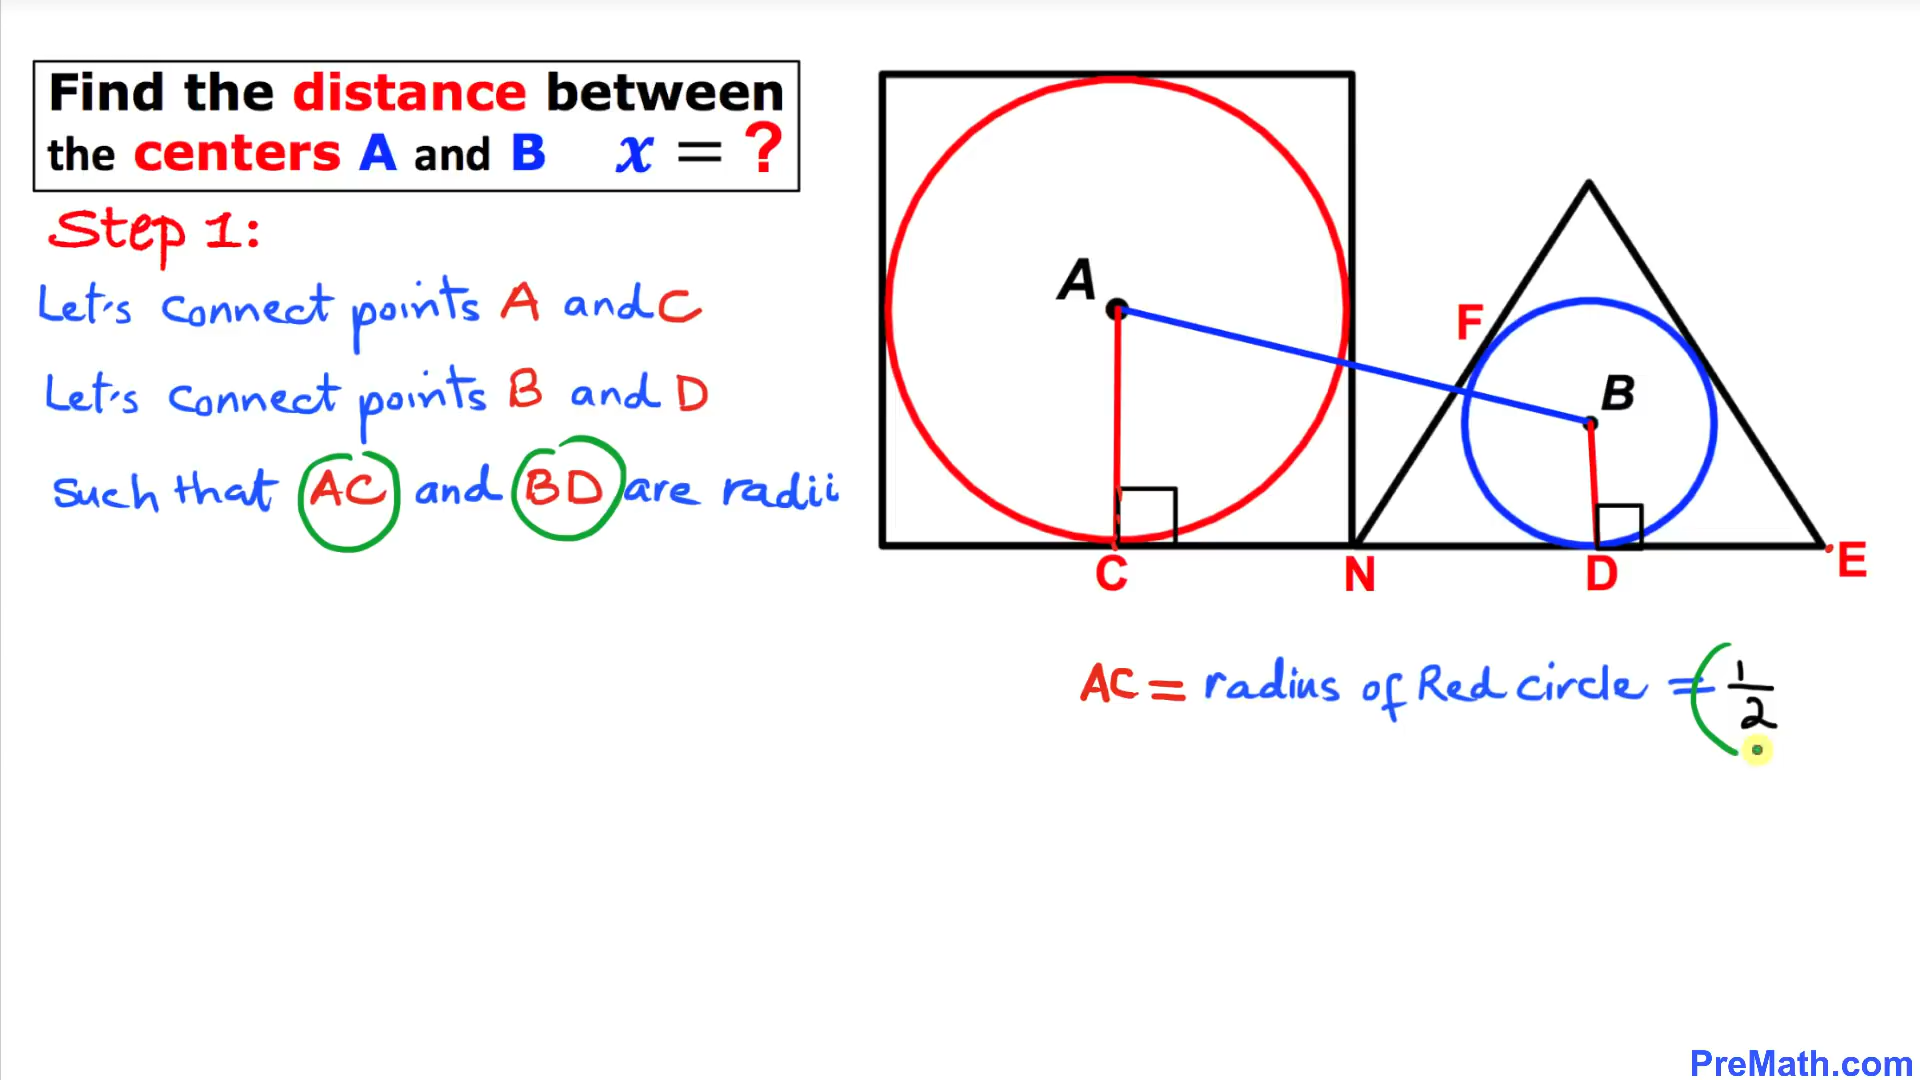 Find the distance between
the centers A and B x = ?
Step 1:
Let's connect points A and C
Let's connect points B and D
such that AC and BD are radii
A
F
B
C
N
D
E
AC = radius of Red circle = 1/2
PreMath.com